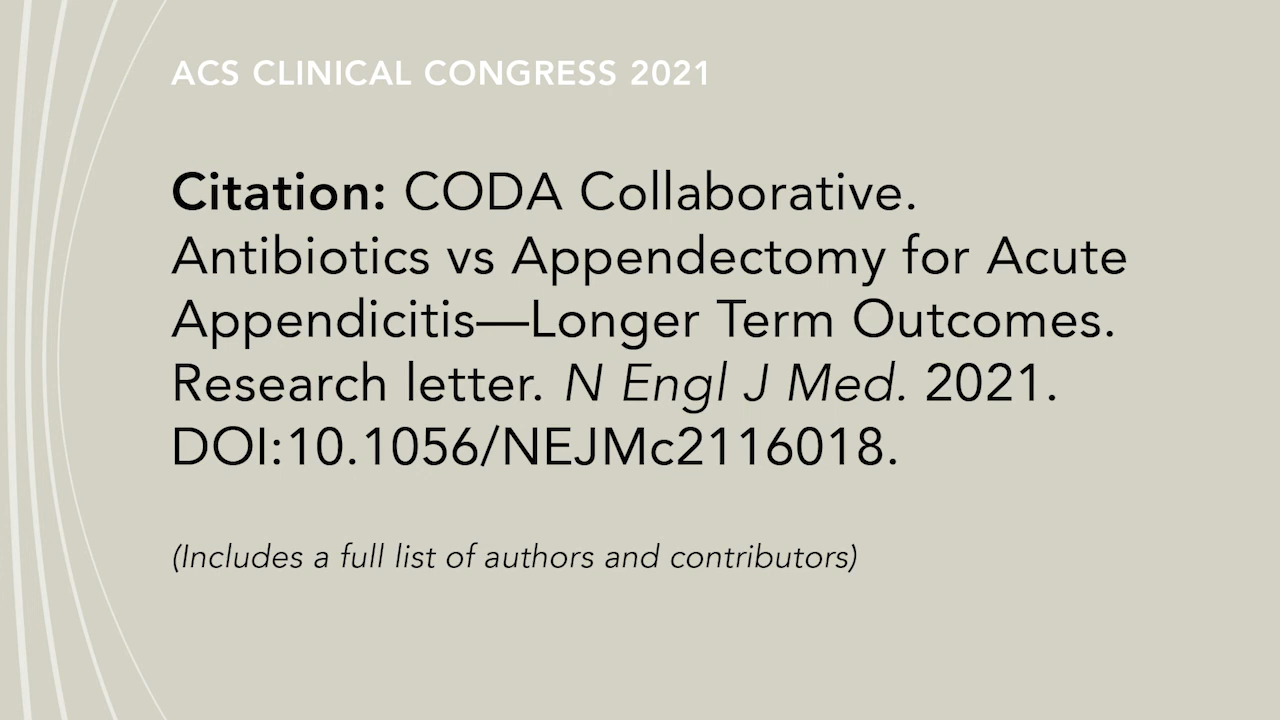 ACS CLINICAL CONGRESS 2021
Citation: CODA Collaborative.
Antibiotics vs Appendectomy for Acute
Appendicitis—Longer Term Outcomes.
Research letter. N Engl J Med. 2021.
DOI:10.1056/NEJMc2116018.
(Includes a full list of authors and contributors)